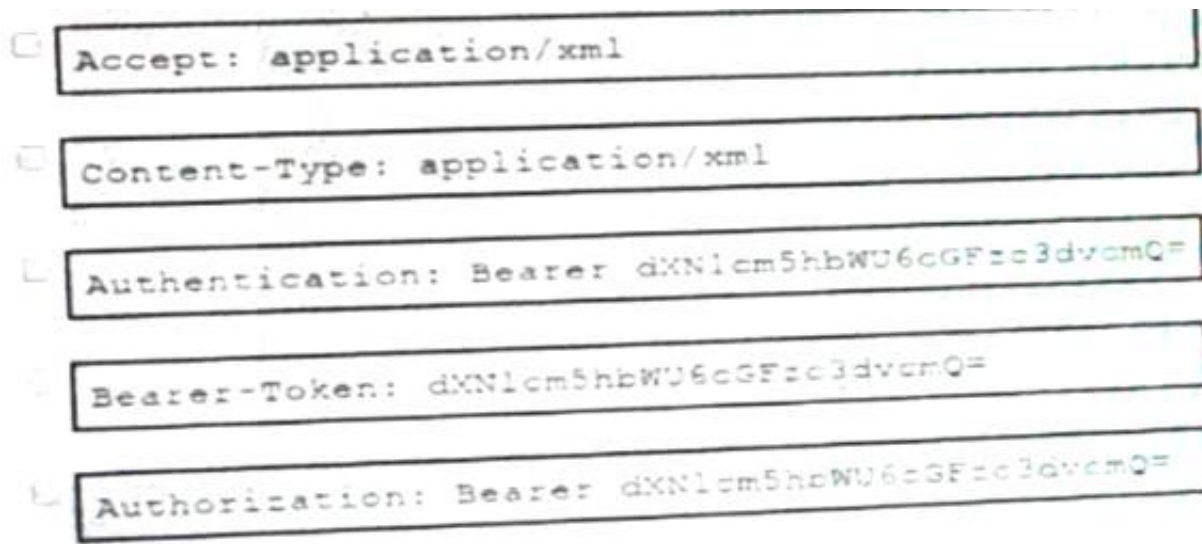 Accept: application/xml
Content-Type: application/xml
Authentication: Bearer dXNlcm5hbWU6cGFzc3dvcmQ=
Bearer-Token: dXNlcm5hbWU6cGFzc3dvcmQ=
Authorization: Bearer dXNlcm5hbWU6cGFzc3dvcmQ=